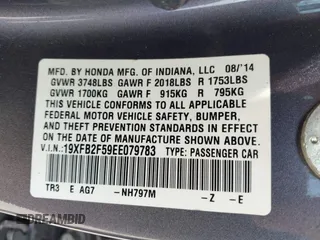 MFD. BY HONDA MFG. OF INDIANA, LLC 08/'14
GVWR 3748LBS GAWR F 2018LBS R 1753LBS
GVWR 1700KG GAWR F 915KG R 795KG
THIS VEHICLE CONFORMS TO ALL APPLICABLE
FEDERAL MOTOR VEHICLE SAFETY, BUMPER,
AND THEFT PREVENTION STANDARDS IN EFFECT
ON THE DATE OF MANUFACTURE SHOWN ABOVE.
V.I.N:19XFB2F59EE079783 TYPE:PASSENGER CAR
TR3 E AG7 -NH797M -Z -E
DREAMBID